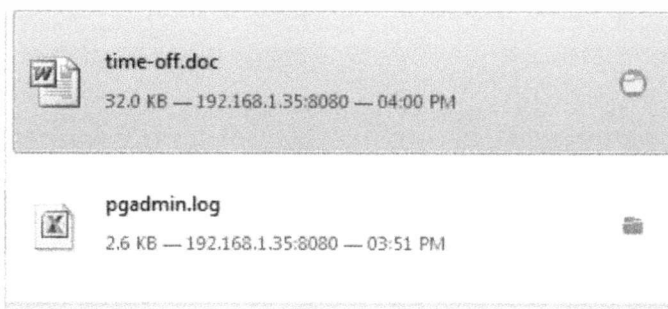 time-off.doc
32.0 KB — 192.168.1.35:8080 — 04:00 PM
pgadmin.log
2.6 KB — 192.168.1.35:8080 — 03:51 PM